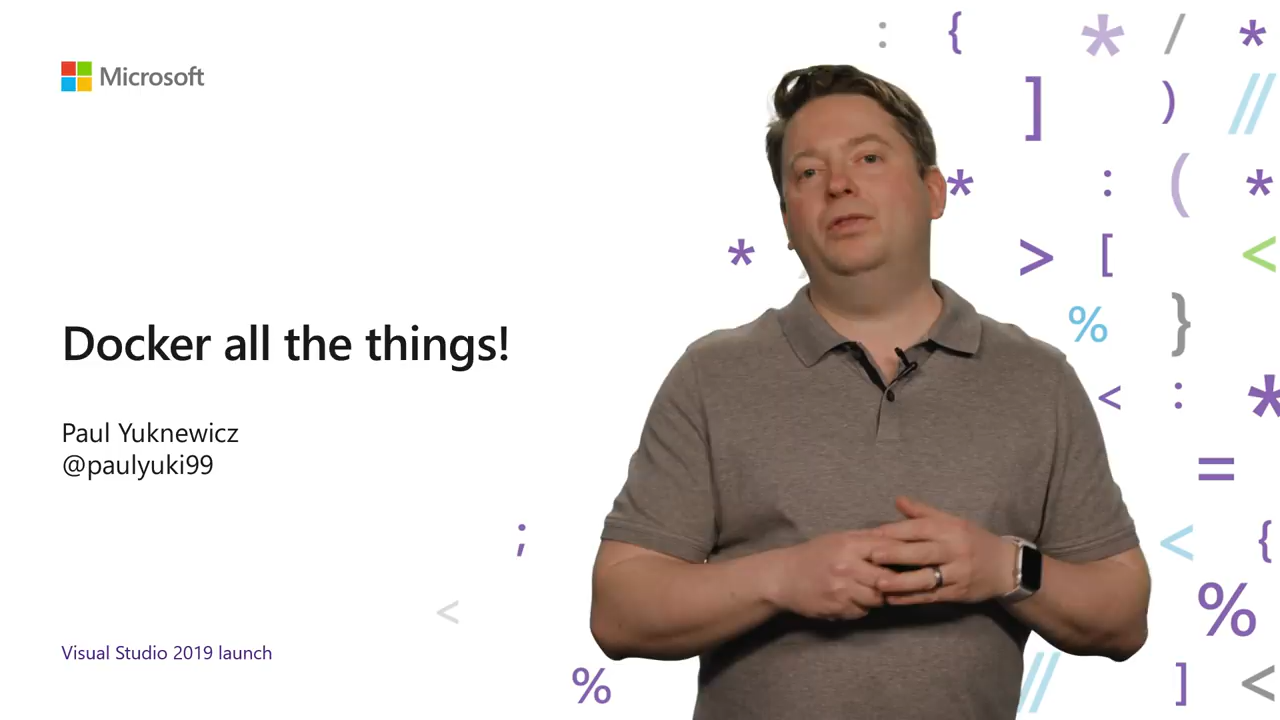 Microsoft
Docker all the things!
Paul Yuknewicz
@paulyuki99
Visual Studio 2019 launch